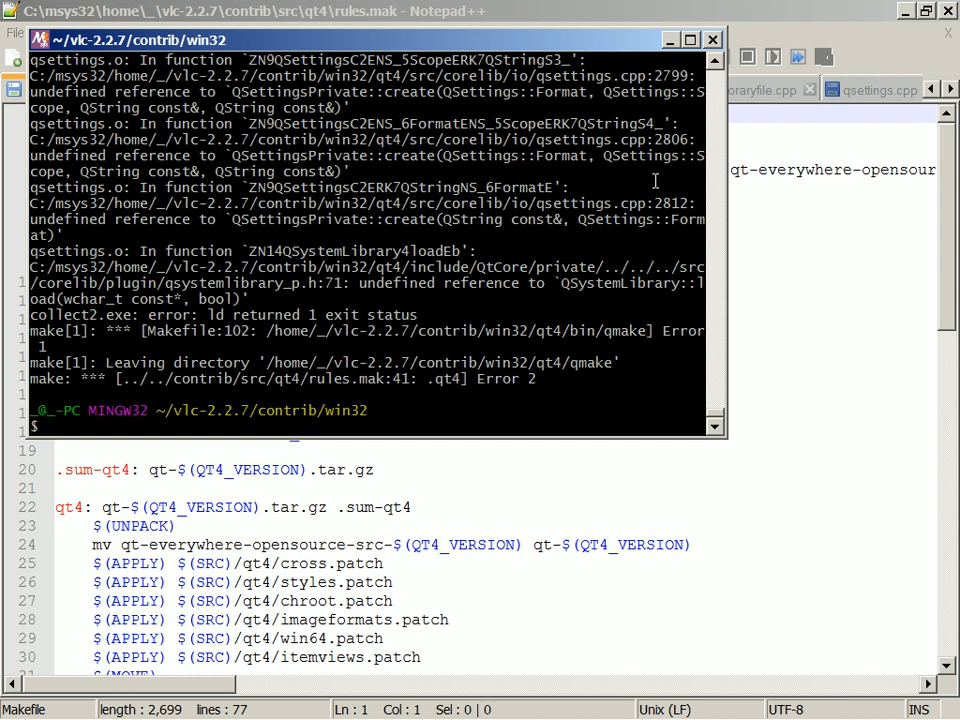 C:\msys32\home\_\vlc-2.2.7\contrib\src\qt4\rules.mak - Notepad++
File
X
~/vlc-2.2.7/contrib/win32
oraryfile.cpp
qsettings.cpp
qsettings.o: In function `ZN9QSettingsC2ENS_5ScopeERK7QStringS3_':
C:/msys32/home/_/vlc-2.2.7/contrib/win32/qt4/src/corelib/io/qsettings.cpp:2799:
undefined reference to `QSettingsPrivate::create(QSettings::Format, QSettings::S
cope, QString const&, QString const&)'
qsettings.o: In function `ZN9QSettingsC2ENS_6FormatENS_5ScopeERK7QStringS4_':
C:/msys32/home/_/vlc-2.2.7/contrib/win32/qt4/src/corelib/io/qsettings.cpp:2806:
undefined reference to `QSettingsPrivate::create(QSettings::Format, QSettings::S
cope, QString const&, QString const&)'
qsettings.o: In function `ZN9QSettingsC2ERK7QStringNS_6FormatE':
C:/msys32/home/_/vlc-2.2.7/contrib/win32/qt4/src/corelib/io/qsettings.cpp:2812:
undefined reference to `QSettingsPrivate::create(QString const&, QSettings::Form
at)'
qsettings.o: In function `ZN14QSystemLibrary4loadEb':
C:/msys32/home/_/vlc-2.2.7/contrib/win32/qt4/include/QtCore/private/../../../src
/corelib/plugin/qsystemlibrary_p.h:71: undefined reference to `QSystemLibrary::l
oad(wchar_t const*, bool)'
collect2.exe: error: ld returned 1 exit status
make[1]: *** [Makefile:102: /home/_/vlc-2.2.7/contrib/win32/qt4/bin/qmake] Error
1
make[1]: Leaving directory '/home/_/vlc-2.2.7/contrib/win32/qt4/qmake'
make: *** [../../contrib/src/qt4/rules.mak:41: .qt4] Error 2
_@_-PC MINGW32 ~/vlc-2.2.7/contrib/win32
$
qt-everywhere-opensour
19
20 .sum-qt4: qt-$(QT4_VERSION).tar.gz
21
22 qt4: qt-$(QT4_VERSION).tar.gz .sum-qt4
23 $(UNPACK)
24 mv qt-everywhere-opensource-src-$(QT4_VERSION) qt-$(QT4_VERSION)
25 $(APPLY) $(SRC)/qt4/cross.patch
26 $(APPLY) $(SRC)/qt4/styles.patch
27 $(APPLY) $(SRC)/qt4/chroot.patch
28 $(APPLY) $(SRC)/qt4/imageformats.patch
29 $(APPLY) $(SRC)/qt4/win64.patch
30 $(APPLY) $(SRC)/qt4/itemviews.patch
31 $(MOVE)
Makefile
length : 2,699 lines : 77
Ln : 1 Col : 1 Sel : 0 | 0
Unix (LF)
UTF-8
INS